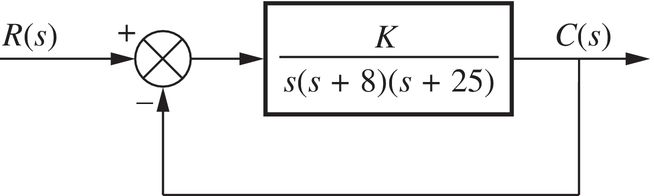 R(s)
+
K
C(s)
s(s + 8)(s + 25)
−